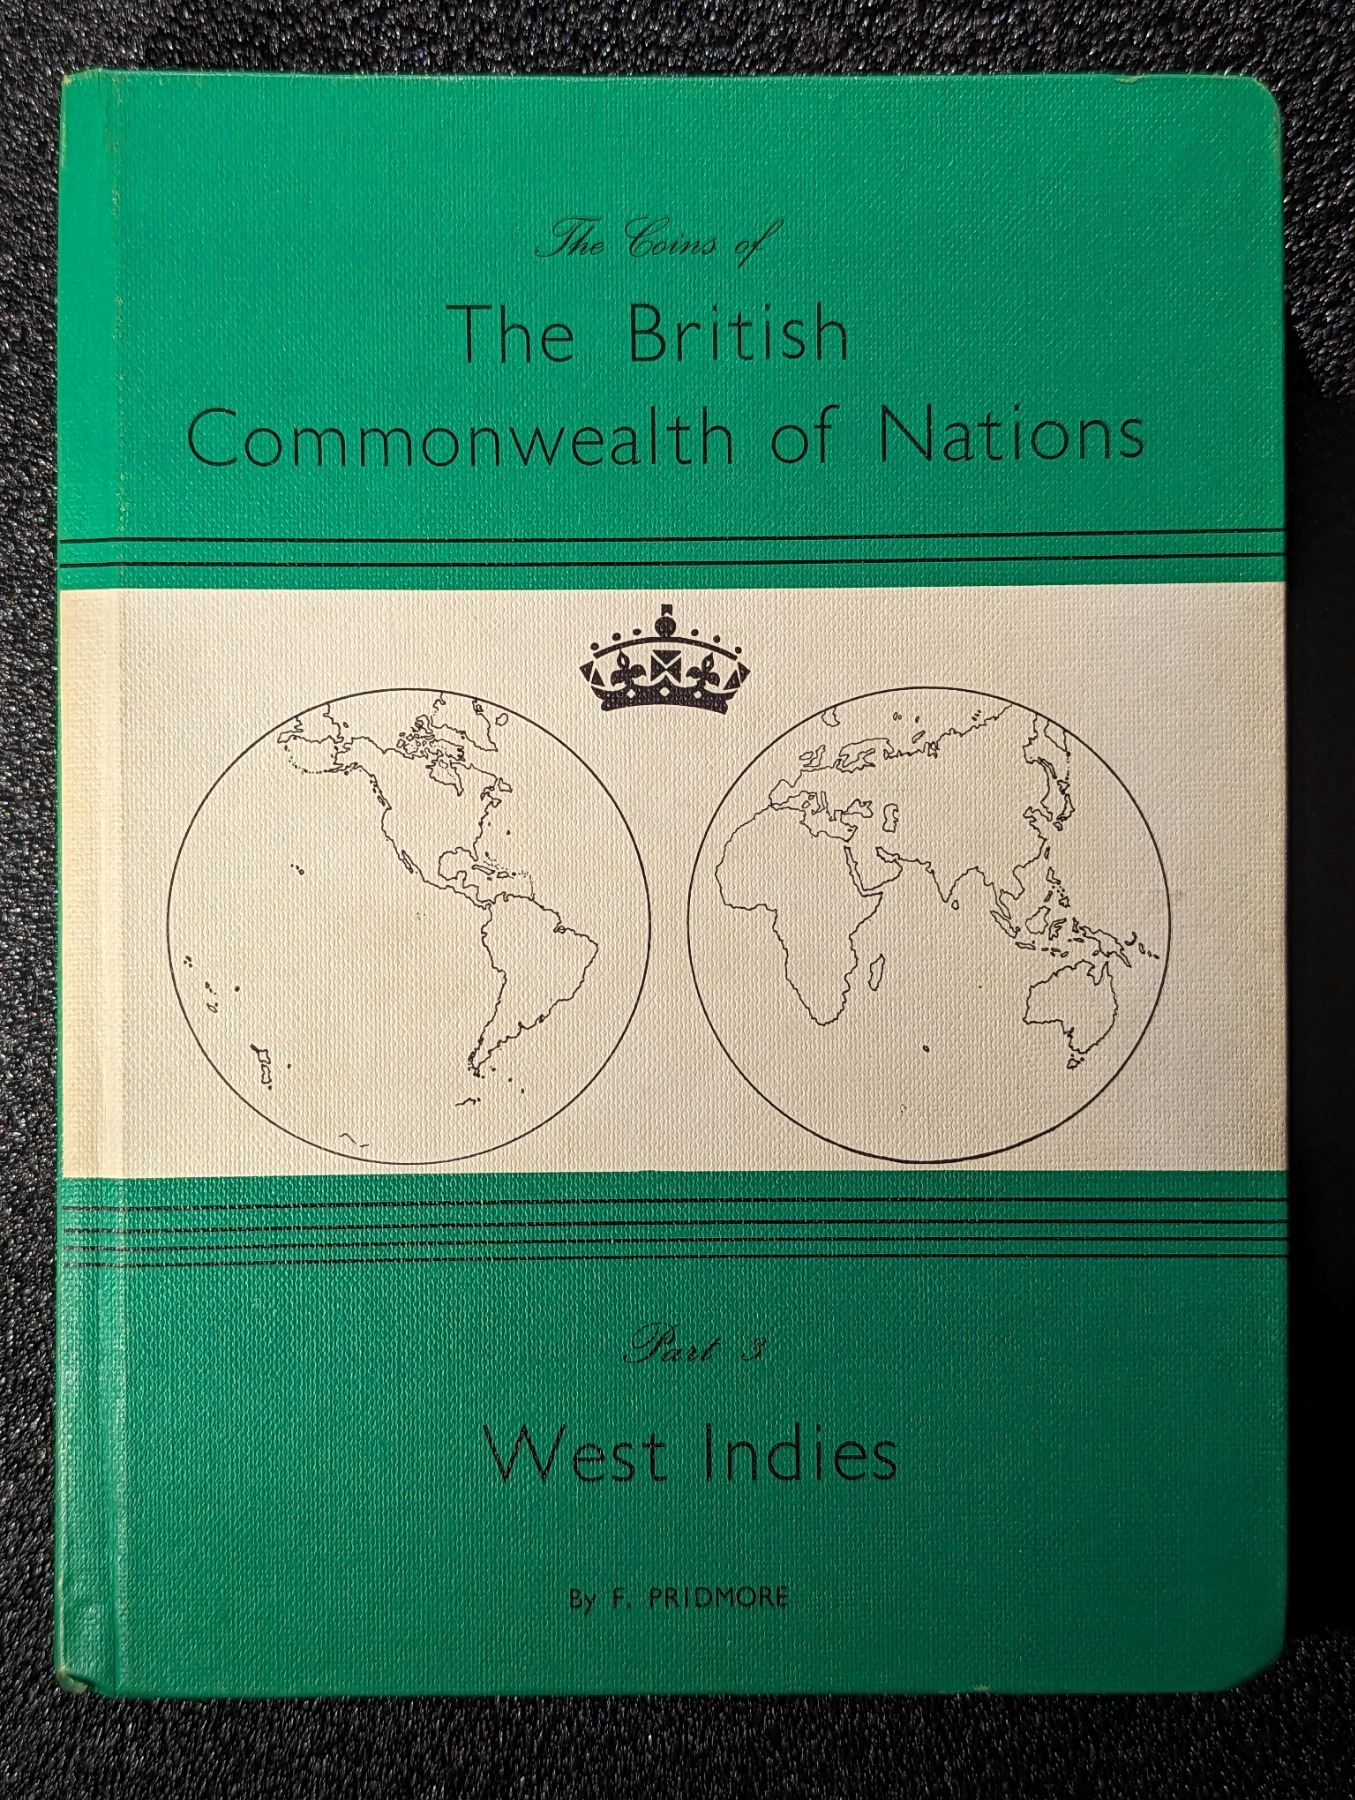 The Coins of
The British
Commonwealth of Nations
Part 3
West Indies
By F. PRIDMORE